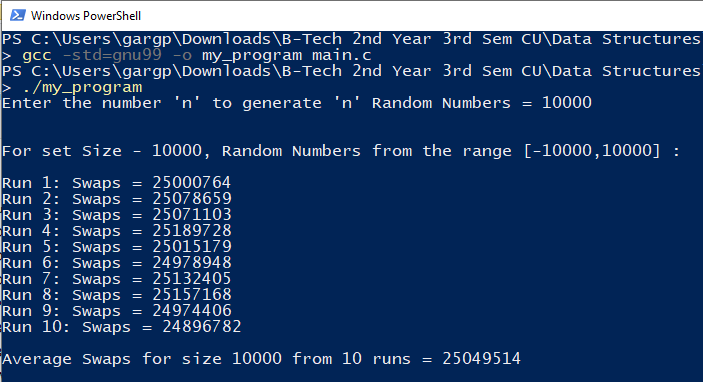 Windows PowerShell
PS C:\Users\gargp\Downloads\B-Tech 2nd Year 3rd Sem CU\Data Structures
> gcc -std=gnu99 -o my_program main.c
PS C:\Users\gargp\Downloads\B-Tech 2nd Year 3rd Sem CU\Data Structures
> ./my_program
Enter the number 'n' to generate 'n' Random Numbers = 10000
For set Size - 10000, Random Numbers from the range [-10000,10000] :
Run 1: Swaps = 25000764
Run 2: Swaps = 25078659
Run 3: Swaps = 25071103
Run 4: Swaps = 25189728
Run 5: Swaps = 25015179
Run 6: Swaps = 24978948
Run 7: Swaps = 25132405
Run 8: Swaps = 25157168
Run 9: Swaps = 24974406
Run 10: Swaps = 24896782
Average Swaps for size 10000 from 10 runs = 25049514